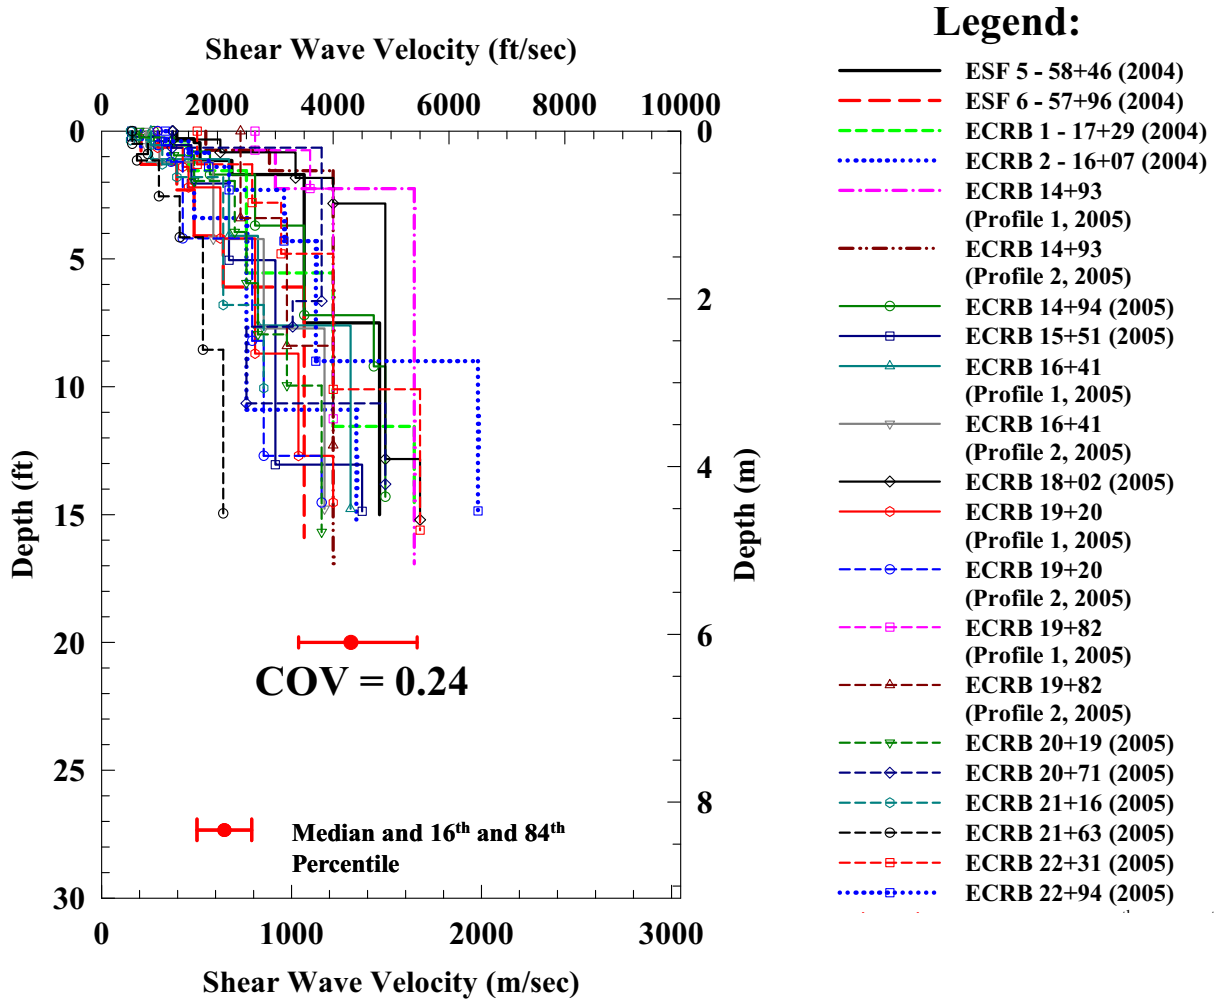 Legend:
Shear Wave Velocity (ft/sec)
0 2000 4000 6000 8000 10000
ESF 5 - 58+46 (2004)
ESF 6 - 57+96 (2004)
ECRB 1 - 17+29 (2004)
ECRB 2 - 16+07 (2004)
ECRB 14+93
(Profile 1, 2005)
ECRB 14+93
(Profile 2, 2005)
ECRB 14+94 (2005)
ECRB 15+51 (2005)
ECRB 16+41
(Profile 1, 2005)
ECRB 16+41
(Profile 2, 2005)
ECRB 18+02 (2005)
ECRB 19+20
(Profile 1, 2005)
ECRB 19+20
(Profile 2, 2005)
ECRB 19+82
(Profile 1, 2005)
ECRB 19+82
(Profile 2, 2005)
ECRB 20+19 (2005)
ECRB 20+71 (2005)
ECRB 21+16 (2005)
ECRB 21+63 (2005)
ECRB 22+31 (2005)
ECRB 22+94 (2005)
0
5
10
15
20
25
30
Depth (ft)
0
2
4
6
8
Depth (m)
COV = 0.24
Median and 16th and 84th
Percentile
0 1000 2000 3000
Shear Wave Velocity (m/sec)